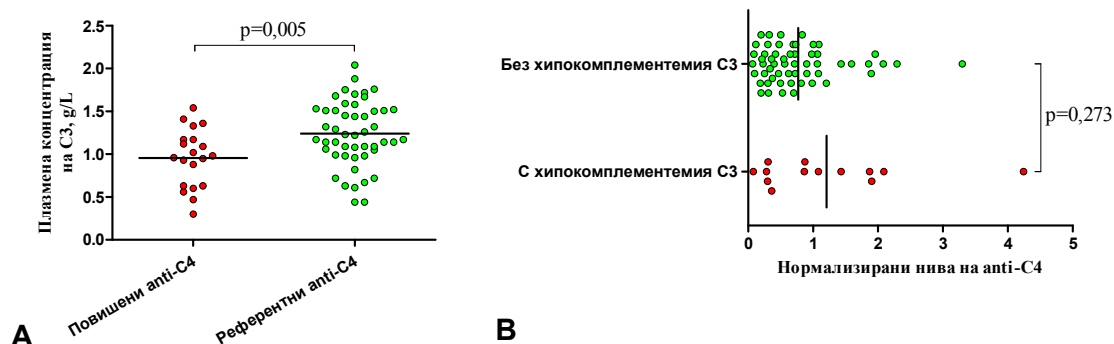 p=0,005
Плазмена концентрация
на C3, g/L
2.5
2.0
1.5
1.0
0.5
0.0
Повишени anti-C4
Референтни anti-C4
A
Без хипокомплементемия C3
С хипокомплементемия C3
p=0,273
0 1 2 3 4 5
Нормализирани нива на anti-C4
B